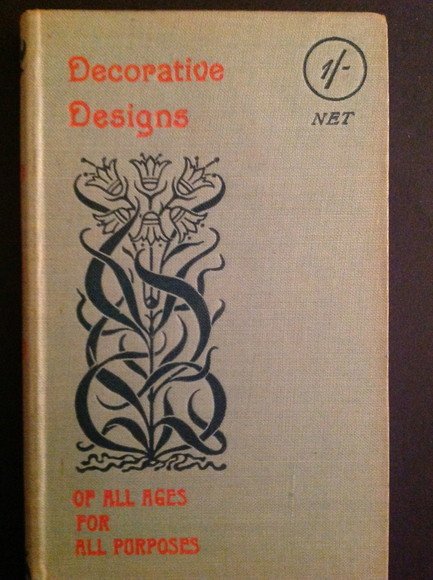 Decorative
Designs
1/-
NET
OF ALL AGES
FOR
ALL PURPOSES